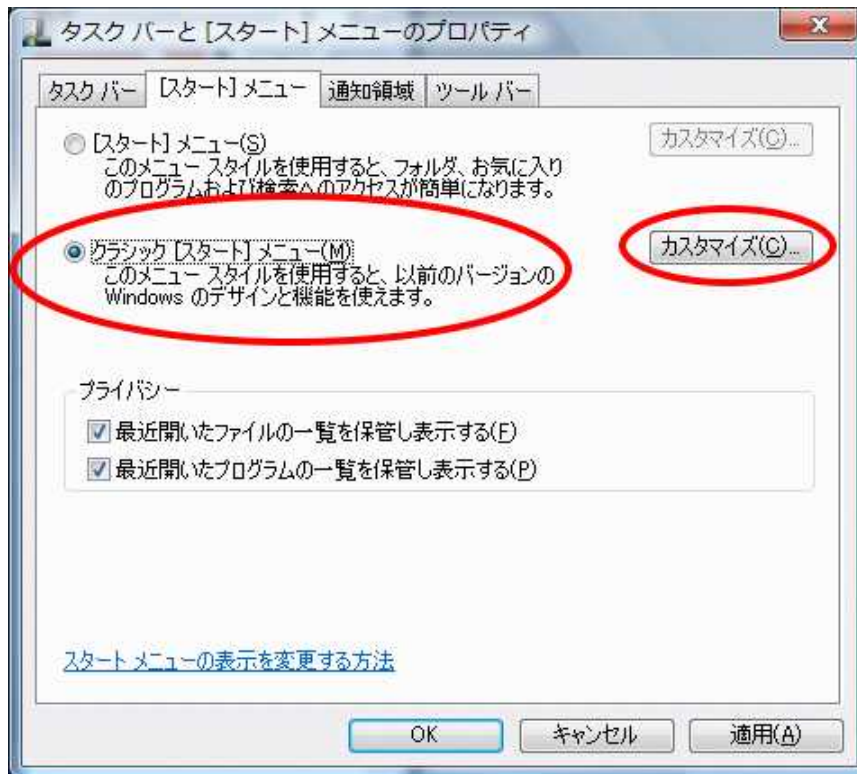 タスク バーと [スタート] メニューのプロパティ
タスク バー [スタート] メニュー 通知領域 ツール バー
[スタート] メニュー(S) カスタマイズ(C)...
このメニュー スタイルを使用すると、フォルダ、お気に入り
のプログラムおよび検索へのアクセスが簡単になります。
クラシック [スタート] メニュー(M) カスタマイズ(C)...
このメニュー スタイルを使用すると、以前のバージョンの
Windows のデザインと機能を使えます。
プライバシー
最近開いたファイルの一覧を保管し表示する(F)
最近開いたプログラムの一覧を保管し表示する(P)
スタート メニューの表示を変更する方法
OK キャンセル 適用(A)